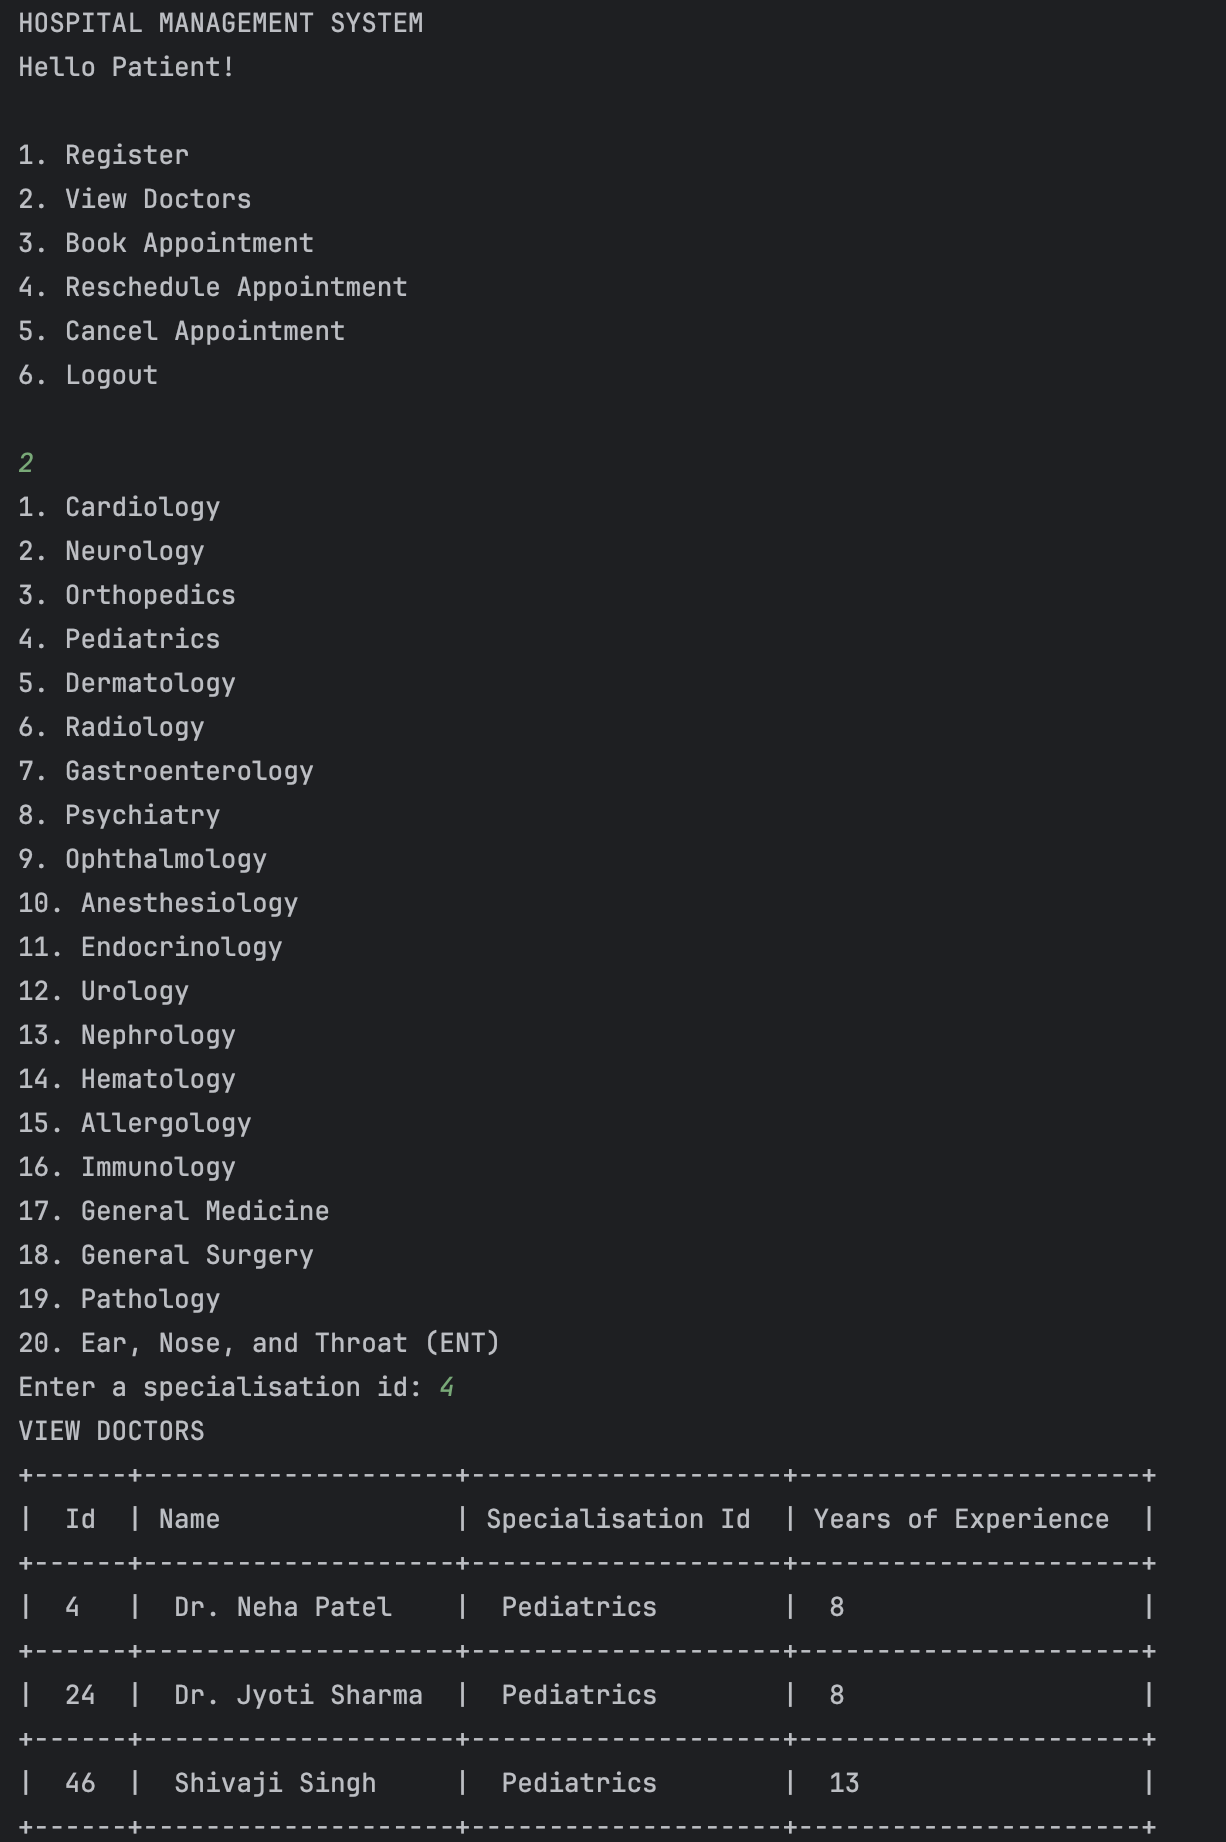 HOSPITAL MANAGEMENT SYSTEM
Hello Patient!
1. Register
2. View Doctors
3. Book Appointment
4. Reschedule Appointment
5. Cancel Appointment
6. Logout
2
1. Cardiology
2. Neurology
3. Orthopedics
4. Pediatrics
5. Dermatology
6. Radiology
7. Gastroenterology
8. Psychiatry
9. Ophthalmology
10. Anesthesiology
11. Endocrinology
12. Urology
13. Nephrology
14. Hematology
15. Allergology
16. Immunology
17. General Medicine
18. General Surgery
19. Pathology
20. Ear, Nose, and Throat (ENT)
Enter a specialisation id: 4
VIEW DOCTORS
+------+--------------------+--------------------+----------------------+
|  Id  | Name               | Specialisation Id  | Years of Experience  |
+------+--------------------+--------------------+----------------------+
|  4   |  Dr. Neha Patel    |  Pediatrics        |  8                   |
+------+--------------------+--------------------+----------------------+
|  24  |  Dr. Jyoti Sharma  |  Pediatrics        |  8                   |
+------+--------------------+--------------------+----------------------+
|  46  |  Shivaji Singh     |  Pediatrics        |  13                  |
+------+--------------------+--------------------+----------------------+